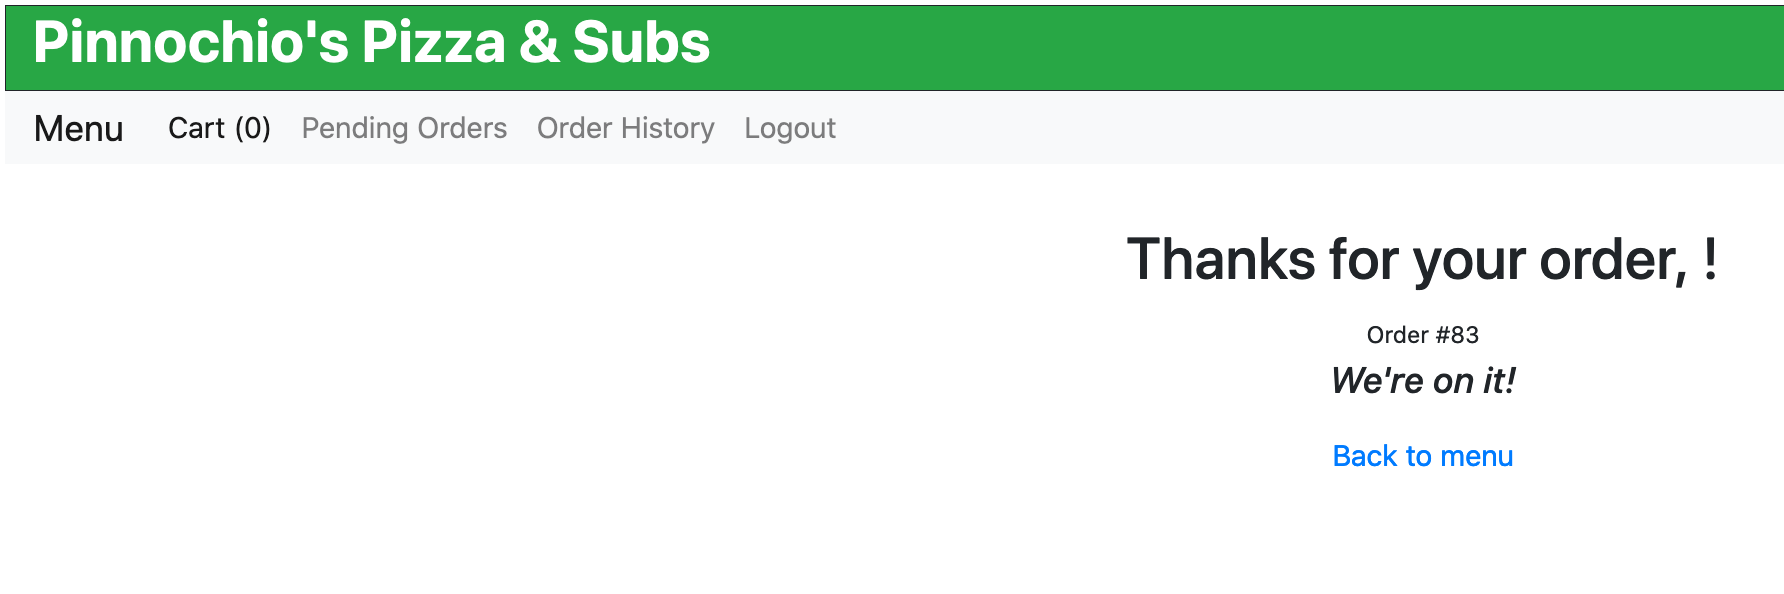 Pinnochio's Pizza & Subs
Menu Cart (0) Pending Orders Order History Logout
Thanks for your order, !
Order #83
We're on it!
Back to menu